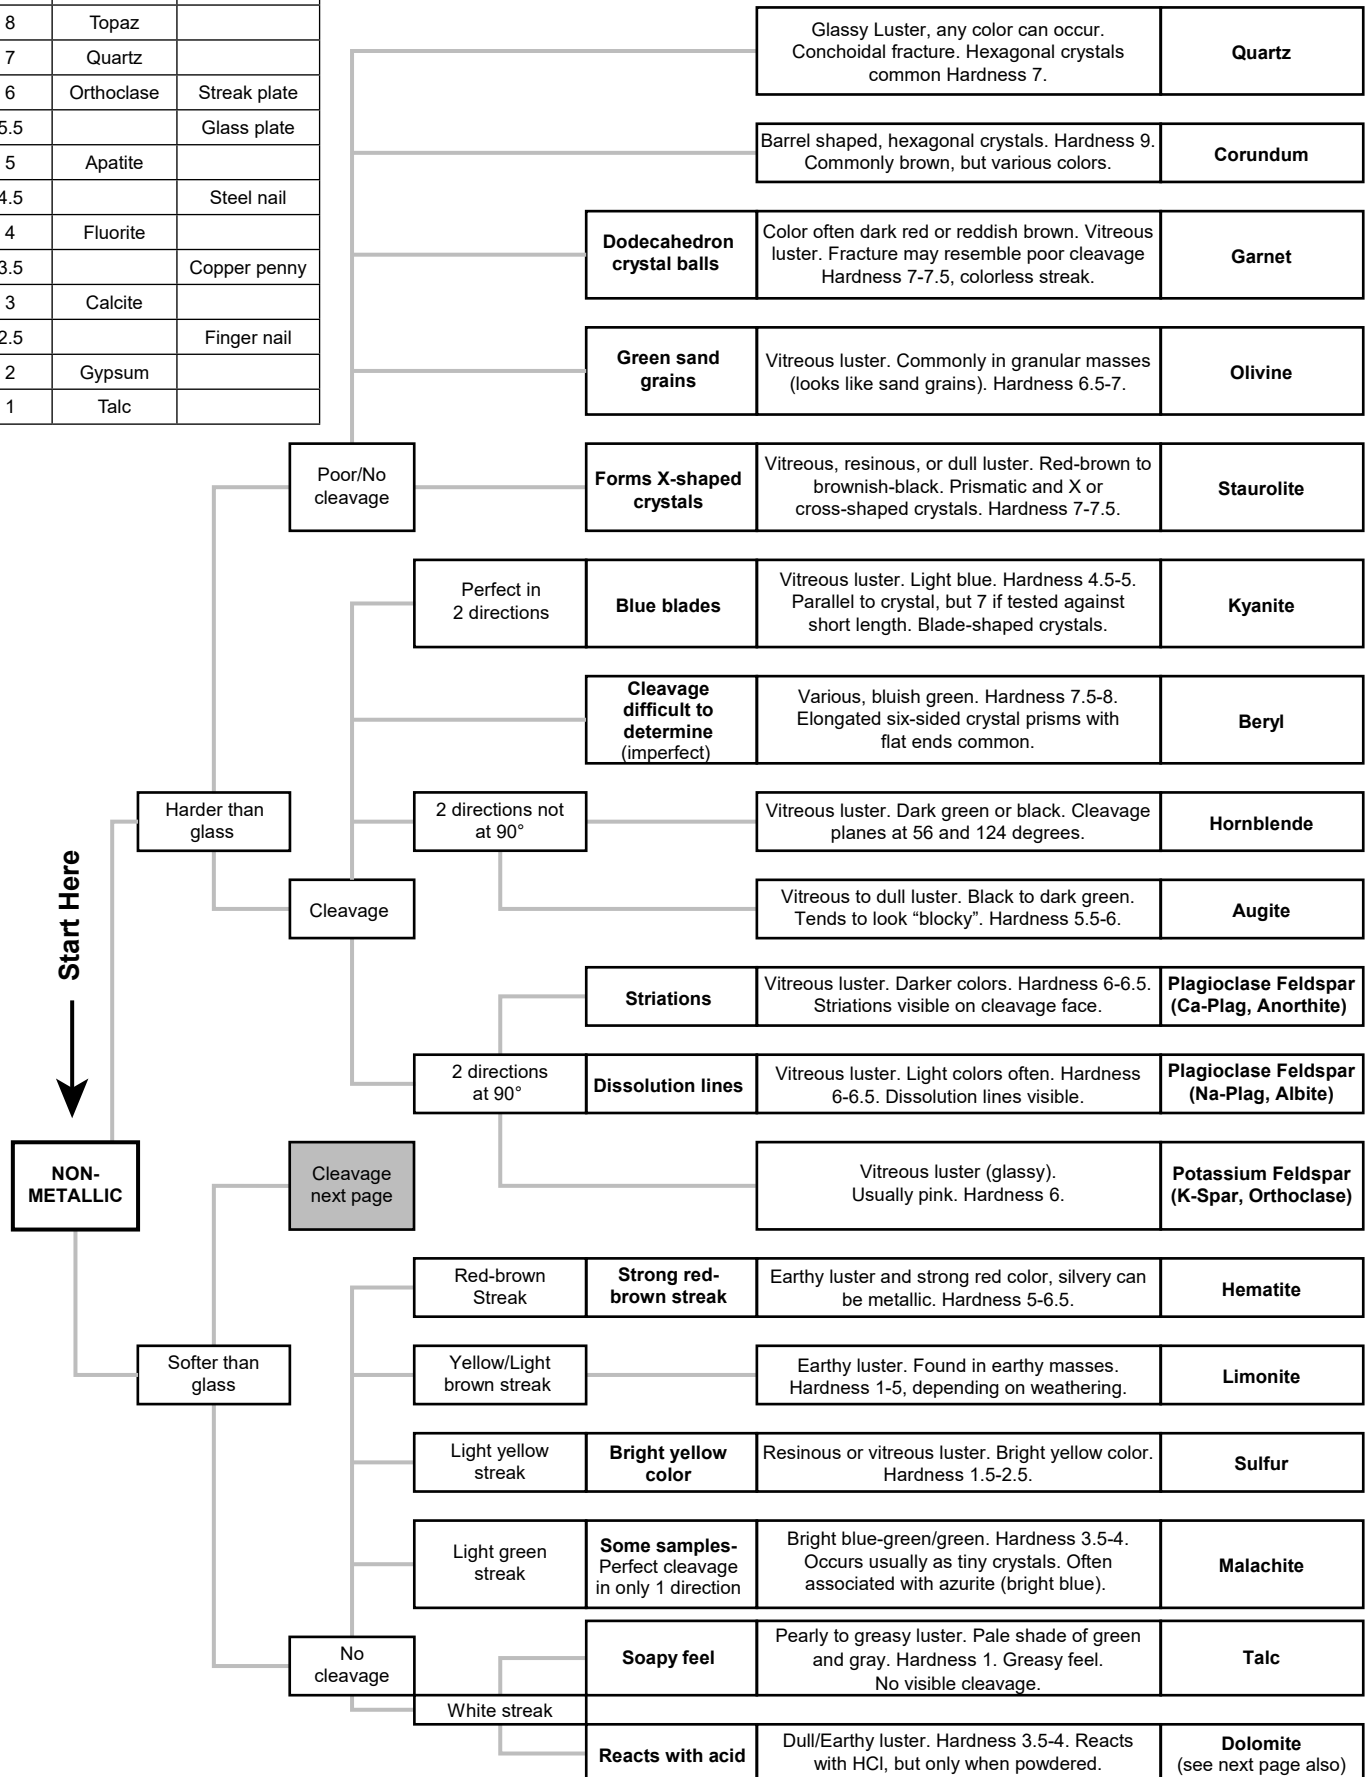 8 Topaz
7 Quartz
6 Orthoclase Streak plate
5.5 Glass plate
5 Apatite
4.5 Steel nail
4 Fluorite
3.5 Copper penny
3 Calcite
2.5 Finger nail
2 Gypsum
1 Talc
Glassy Luster, any color can occur.
Conchoidal fracture. Hexagonal crystals
common Hardness 7.
Quartz
Barrel shaped, hexagonal crystals. Hardness 9.
Commonly brown, but various colors.
Corundum
Dodecahedron
crystal balls
Color often dark red or reddish brown. Vitreous
luster. Fracture may resemble poor cleavage
Hardness 7-7.5, colorless streak.
Garnet
Green sand
grains
Vitreous luster. Commonly in granular masses
(looks like sand grains). Hardness 6.5-7.
Olivine
Poor/No
cleavage
Forms X-shaped
crystals
Vitreous, resinous, or dull luster. Red-brown to
brownish-black. Prismatic and X or
cross-shaped crystals. Hardness 7-7.5.
Staurolite
Perfect in
2 directions
Blue blades
Vitreous luster. Light blue. Hardness 4.5-5.
Parallel to crystal, but 7 if tested against
short length. Blade-shaped crystals.
Kyanite
Cleavage
difficult to
determine
(imperfect)
Various, bluish green. Hardness 7.5-8.
Elongated six-sided crystal prisms with
flat ends common.
Beryl
Harder than
glass
2 directions not
at 90°
Vitreous luster. Dark green or black. Cleavage
planes at 56 and 124 degrees.
Hornblende
Start Here
Cleavage
Vitreous to dull luster. Black to dark green.
Tends to look “blocky”. Hardness 5.5-6.
Augite
Striations
Vitreous luster. Darker colors. Hardness 6-6.5.
Striations visible on cleavage face.
Plagioclase Feldspar
(Ca-Plag, Anorthite)
2 directions
at 90°
Dissolution lines
Vitreous luster. Light colors often. Hardness
6-6.5. Dissolution lines visible.
Plagioclase Feldspar
(Na-Plag, Albite)
NON-
METALLIC
Cleavage
next page
Vitreous luster (glassy).
Usually pink. Hardness 6.
Potassium Feldspar
(K-Spar, Orthoclase)
Red-brown
Streak
Strong red-
brown streak
Earthy luster and strong red color, silvery can
be metallic. Hardness 5-6.5.
Hematite
Softer than
glass
Yellow/Light
brown streak
Earthy luster. Found in earthy masses.
Hardness 1-5, depending on weathering.
Limonite
Light yellow
streak
Bright yellow
color
Resinous or vitreous luster. Bright yellow color.
Hardness 1.5-2.5.
Sulfur
Light green
streak
Some samples-
Perfect cleavage
in only 1 direction
Bright blue-green/green. Hardness 3.5-4.
Occurs usually as tiny crystals. Often
associated with azurite (bright blue).
Malachite
No
cleavage
Soapy feel
Pearly to greasy luster. Pale shade of green
and gray. Hardness 1. Greasy feel.
No visible cleavage.
Talc
White streak
Reacts with acid
Dull/Earthy luster. Hardness 3.5-4. Reacts
with HCl, but only when powdered.
Dolomite
(see next page also)